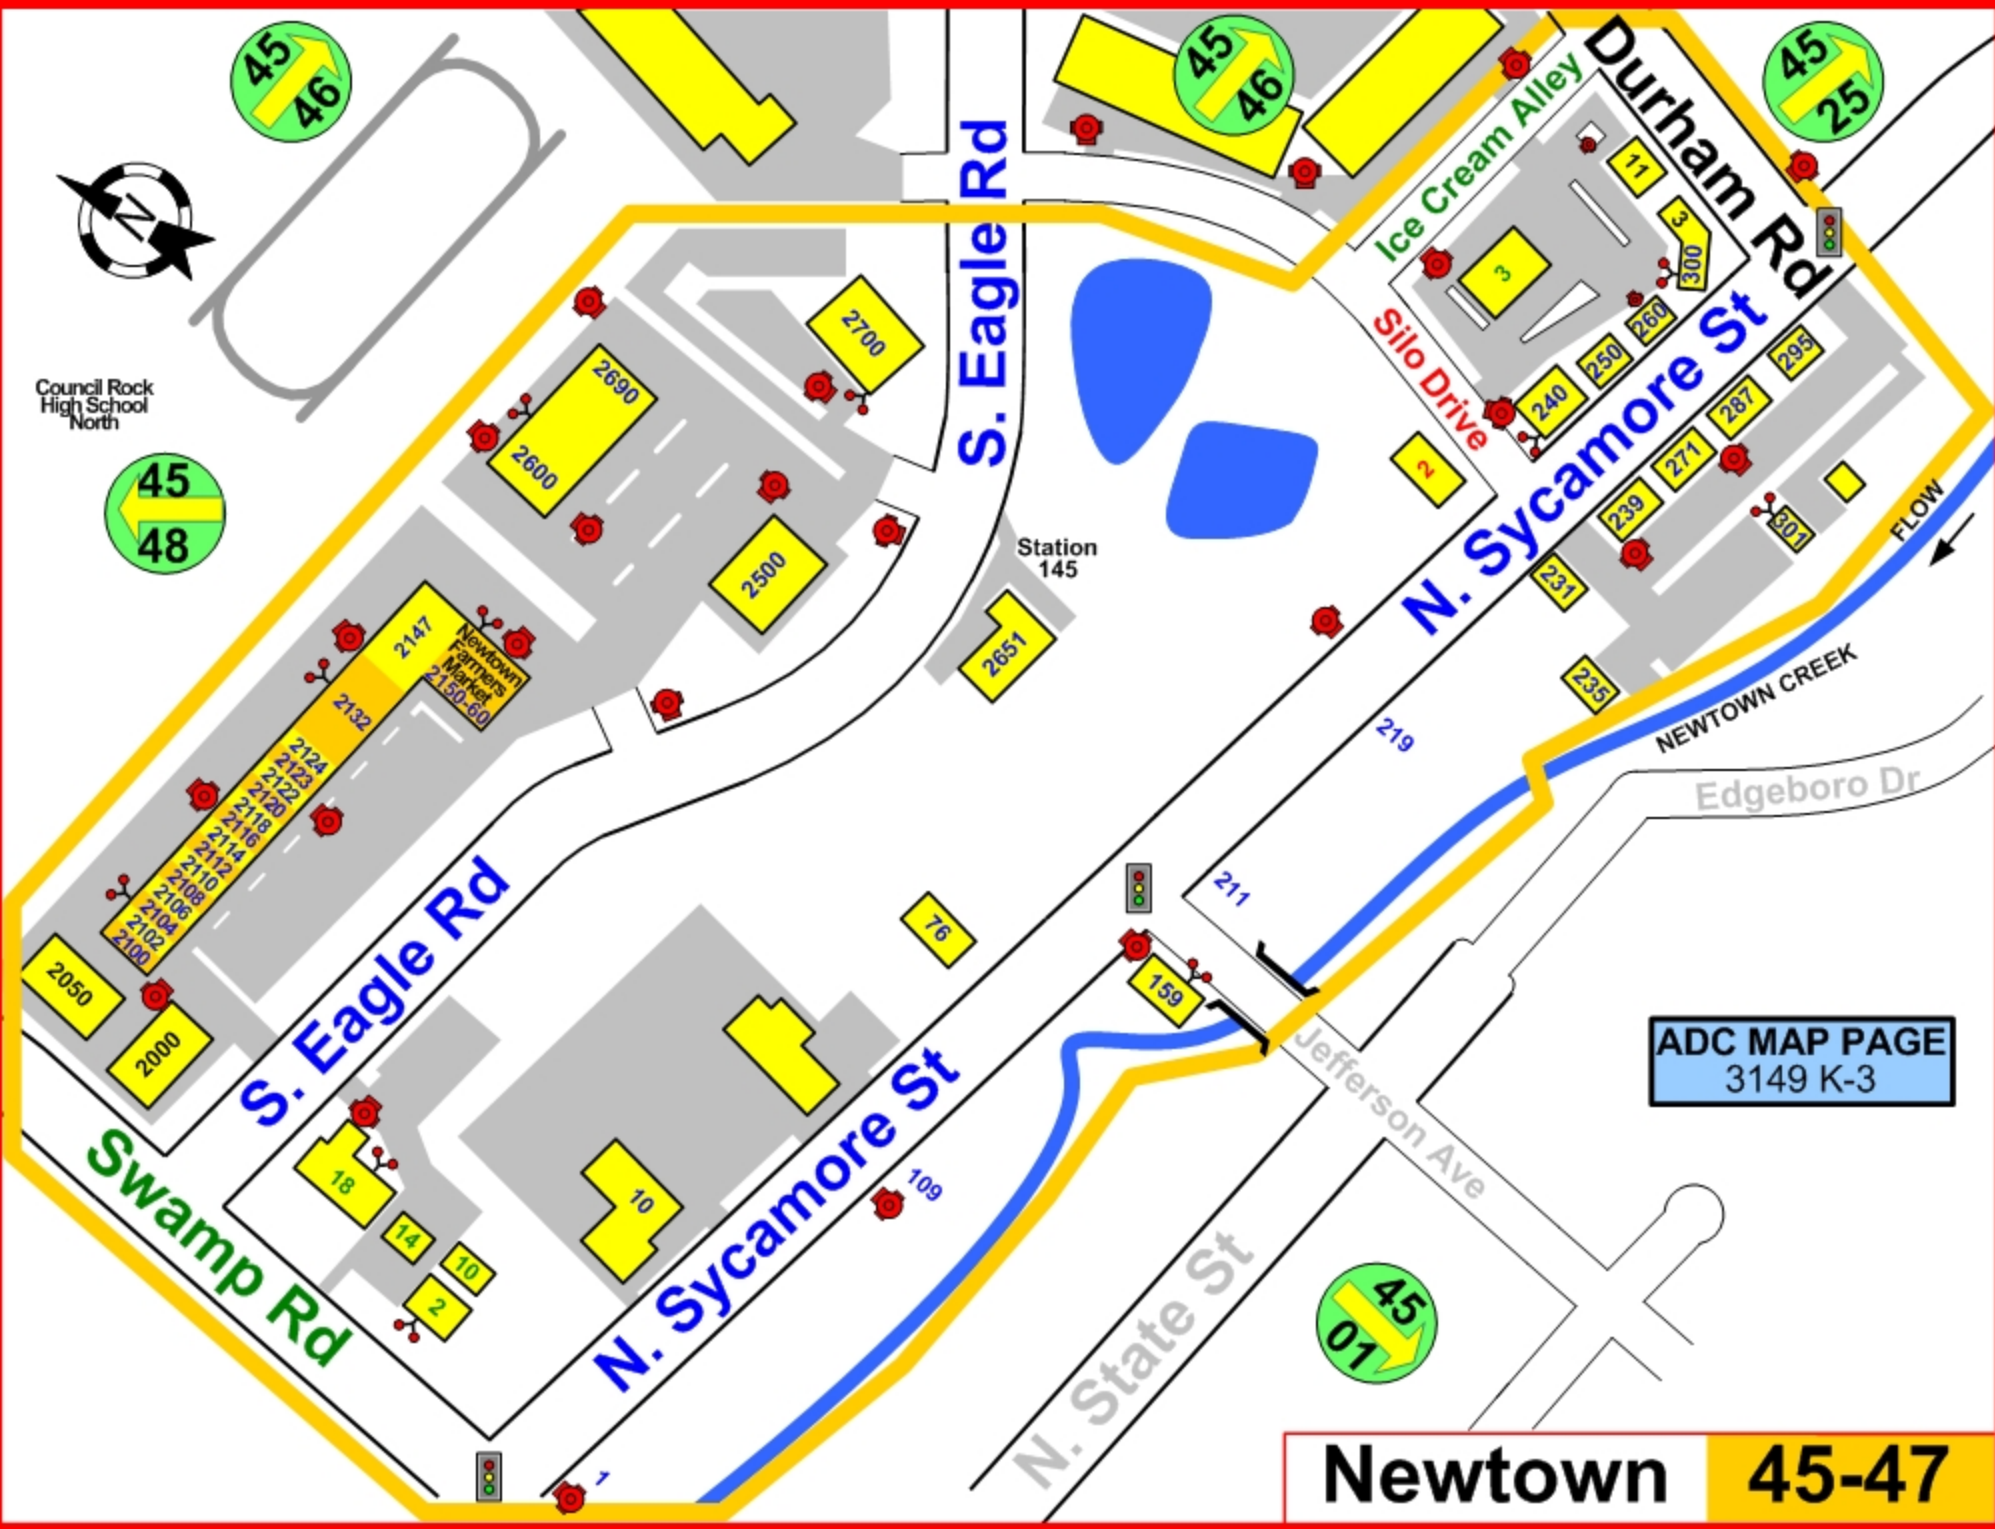 45
46
45
46
45
25
Durham Rd
Ice Cream Alley
S. Eagle Rd
N
11
3
300
3
260
250
240
Silo Drive
2
N. Sycamore St
295
287
271
239
231
235
301
FLOW
NEWTOWN CREEK
Edgeboro Dr
219
211
Council Rock
High School
North
45
48
2700
2690
2600
2500
Station
145
2651
2147
Newtown
Farmers
Market
2150-60
2132
2124
2123
2122
2120
2118
2116
2114
2112
2110
2108
2106
2104
2102
2100
2050
2000
S. Eagle Rd
76
159
Jefferson Ave
ADC MAP PAGE
3149 K-3
Swamp Rd
18
14
10
2
10
N. Sycamore St
109
N. State St
45
01
1
Newtown 45-47